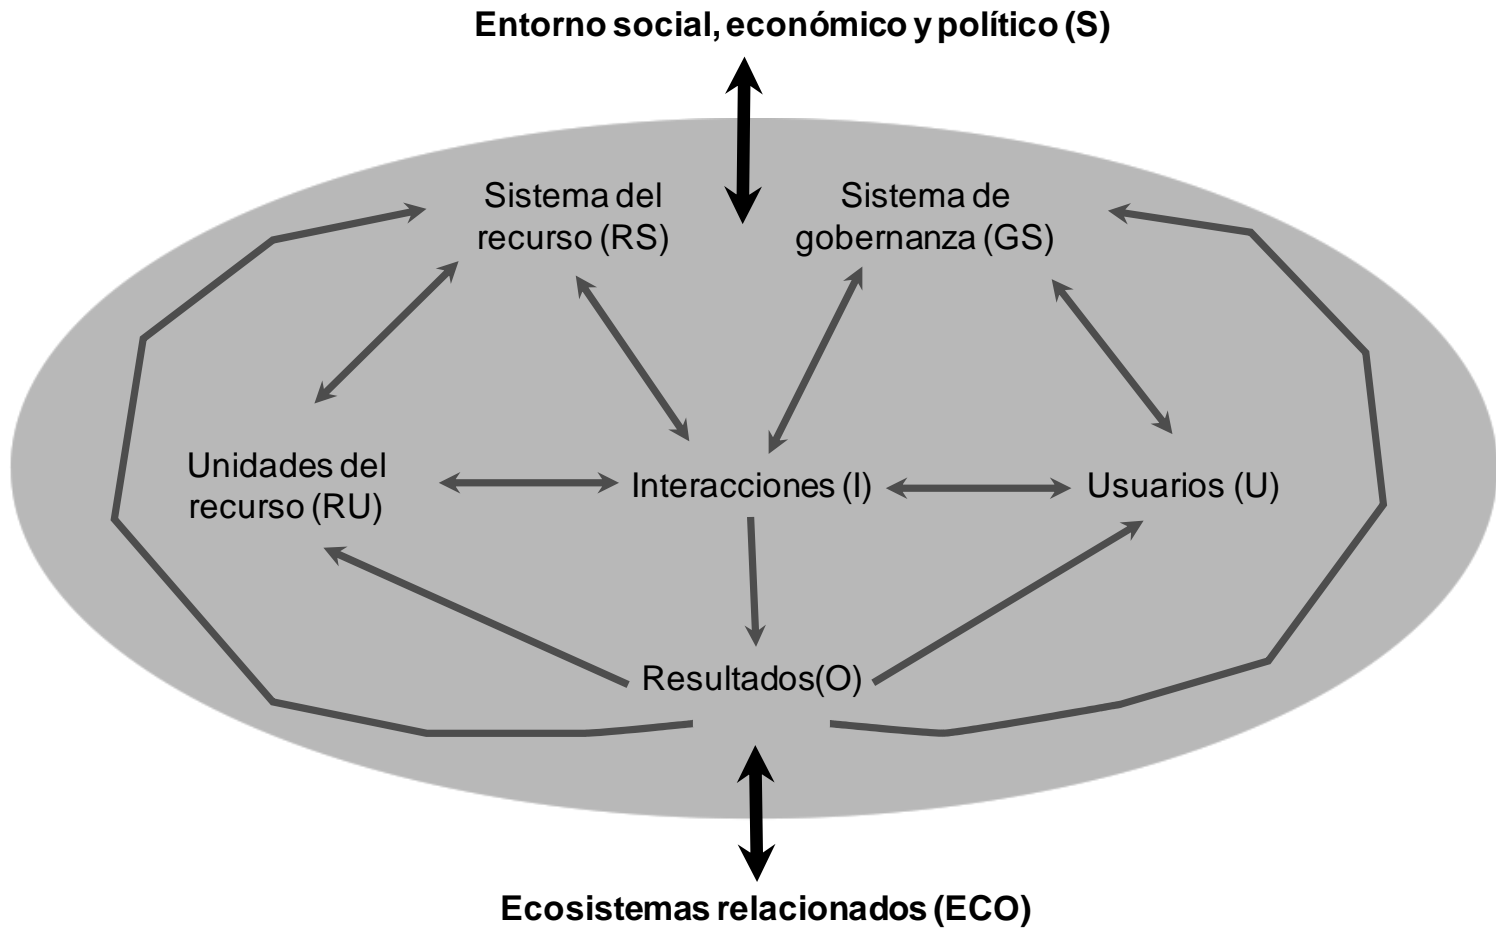 Entorno social, económico y político (S)
Sistema del
recurso (RS)
Sistema de
gobernanza (GS)
Unidades del
recurso (RU)
Interacciones (I)
Usuarios (U)
Resultados(O)
Ecosistemas relacionados (ECO)